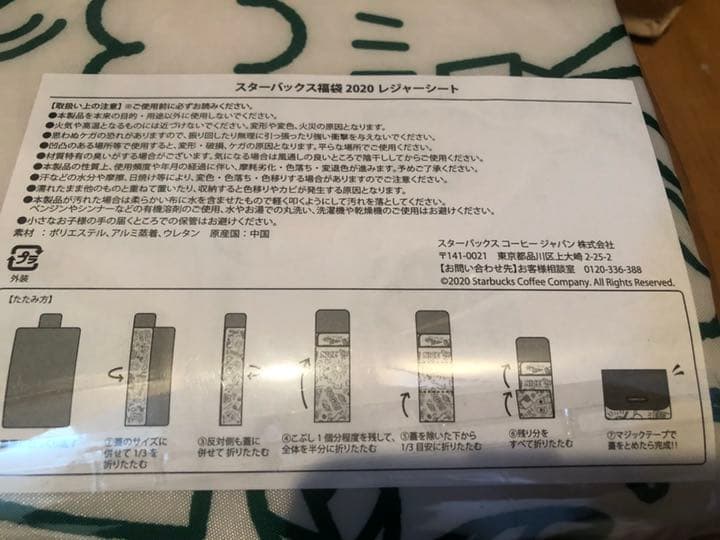 スターバックス福袋 2020 レジャーシート
【取扱い上の注意】※ご使用前に必ずお読みください。
●本製品を本来の目的・用途以外に使用しないでください。
●火気や高温となるものには近づけないでください。変形や変色、火災の原因となります。
●思わぬケガの恐れがありますので、振り回したり無理に引っ張ったり強い衝撃を与えないでください。
●凹凸のある場所等で使用すると、変形・破損、ケガの原因となります。平らな場所でご使用ください。
●材質特有の臭いがする場合がございます。気になる場合は風通しの良いところで陰干ししてからご使用ください。
●本製品の性質上、使用頻度や年月の経過に伴い、摩耗劣化・色落ち・変退色が進みます。予めご了承ください。
●汗などの水分や摩擦、日焼け等により、変色・色落ち・色移りする場合がありますのでご注意ください。
●濡れたまま他のものと重ねて置いたり、収納すると色移りやカビが発生する原因となります。
●本製品が汚れた場合は柔らかい布に水を含ませたもので軽く叩くようにして汚れを落としてください。
ベンジンやシンナーなどの有機溶剤のご使用、水やお湯での丸洗い、洗濯機や乾燥機のご使用はお避けください。
●小さなお子様の手の届くところでの保管はお避けください。
素材 : ポリエステル、アルミ蒸着、ウレタン 原産国 : 中国
プラ
外装
スターバックス コーヒー ジャパン 株式会社
〒141-0021 東京都品川区上大崎 2-25-2
【お問い合わせ先】お客様相談室 0120-336-388
©2020 Starbucks Coffee Company. All Rights Reserved.
【たたみ方】
②蓋のサイズに
併せて 1/3 を
折りたたむ
③反対側も蓋に
併せて 折りたたむ
④こぶし 1 個分程度を残して、
全体を半分に折りたたむ
⑤蓋を除いた下から
1/3 目安に折りたたむ
⑥残り分を
すべて折りたたむ
⑦マジックテープで
蓋をとめたら完成!!